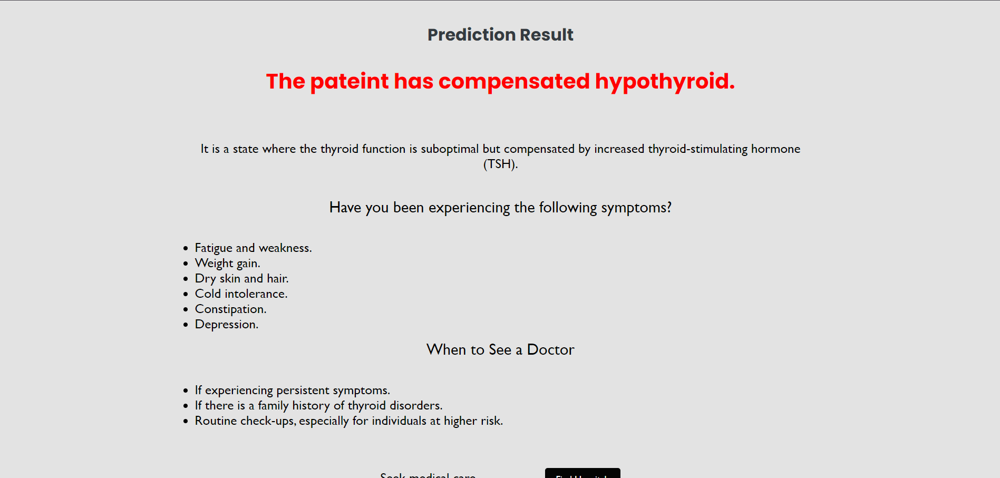 Prediction Result
The pateint has compensated hypothyroid.
It is a state where the thyroid function is suboptimal but compensated by increased thyroid-stimulating hormone
(TSH).
Have you been experiencing the following symptoms?
• Fatigue and weakness.
• Weight gain.
• Dry skin and hair.
• Cold intolerance.
• Constipation.
• Depression.
When to See a Doctor
• If experiencing persistent symptoms.
• If there is a family history of thyroid disorders.
• Routine check-ups, especially for individuals at higher risk.
Seek medical care